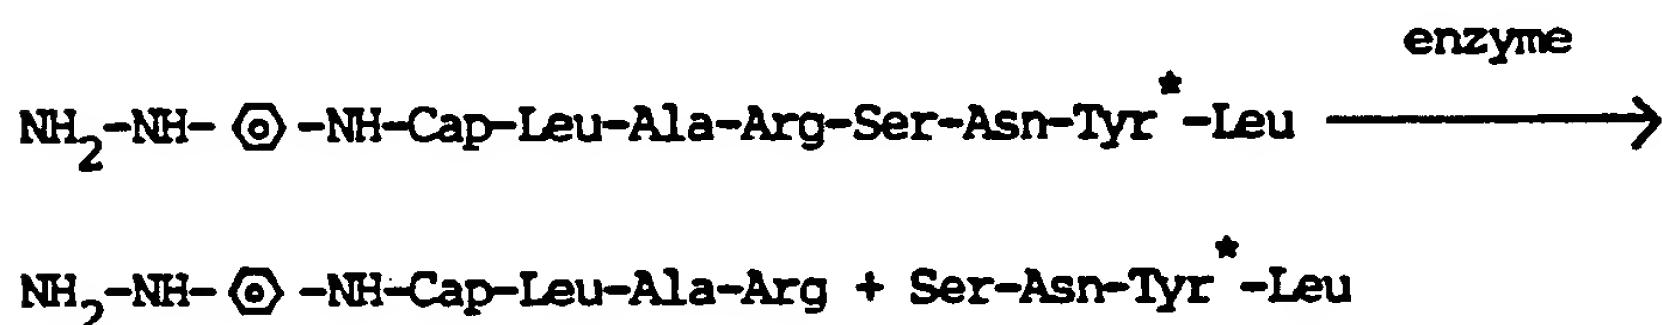 enzyme
NH₂-NH- -NH-Cap-Leu-Ala-Arg-Ser-Asn-Tyr*-Leu
NH₂-NH- -NH-Cap-Leu-Ala-Arg + Ser-Asn-Tyr*-Leu